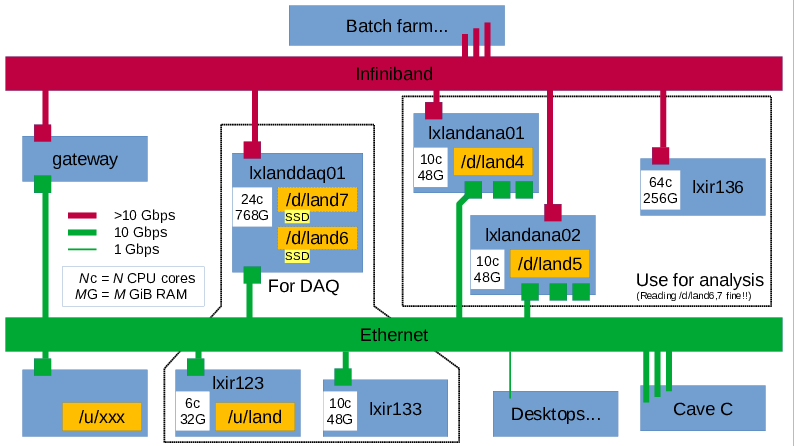 Batch farm...
Infiniband
gateway
>10 Gbps
10 Gbps
1 Gbps
Nc = N CPU cores
MG = M GiB RAM
lxlanddaq01
24c
768G
/d/land7
SSD
/d/land6
SSD
For DAQ
lxlandana01
10c
48G
/d/land4
lxlandana02
10c
48G
/d/land5
64c
256G
lxir136
Use for analysis
(Reading /d/land6,7 fine!!)
Ethernet
/u/xxx
lxir123
6c
32G
/u/land
10c
48G
lxir133
Desktops...
Cave C